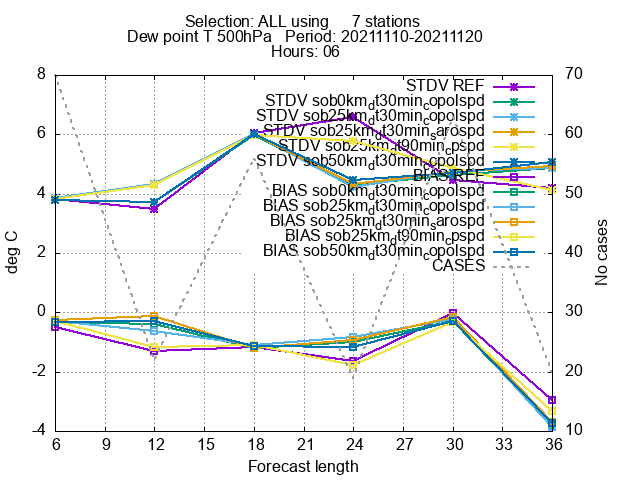 Selection: ALL using 7 stations
Dew point T 500hPa Period: 20211110-20211120
Hours: 06
8
6
4
2
0
-2
-4
deg C
70
60
50
40
30
20
10
No cases
STDV REF
STDV sob0km_dt30min_copolspd
STDV sob25km_dt30min_copolspd
STDV sob25km_dt30min_sarospd
STDV sob25km_dt90min_cpspd
STDV sob50km_dt30min_copolspd
BIAS REF
BIAS sob0km_dt30min_copolspd
BIAS sob25km_dt30min_copolspd
BIAS sob25km_dt30min_sarospd
BIAS sob25km_dt90min_cpspd
BIAS sob50km_dt30min_copolspd
CASES
6 9 12 15 18 21 24 27 30 33 36
Forecast length